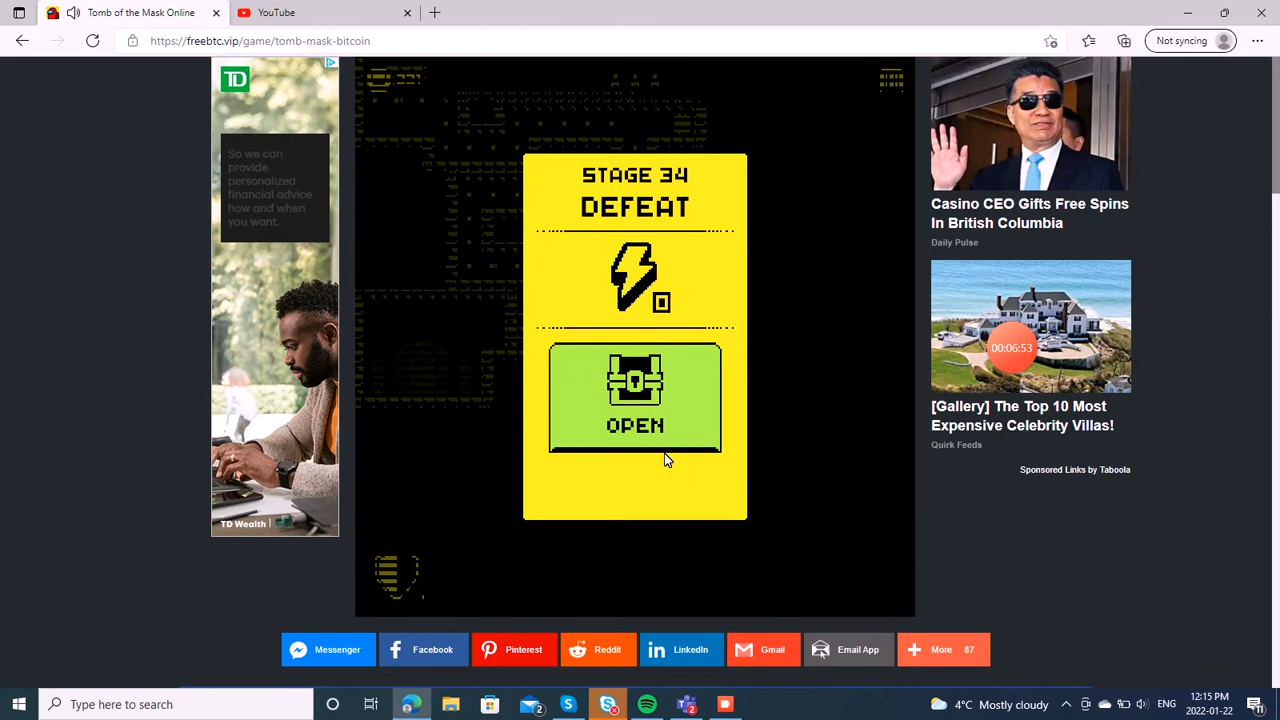 Tomb of the Mask Online
YouTube
https://freebtc.vip/game/tomb-mask-bitcoin
Not syncing
TD
So we can
provide
personalized
financial advice
how and when
you want.
TD Wealth
STAGE 34
DEFEAT
OPEN
Casino CEO Gifts Free Spins
In British Columbia
Daily Pulse
00:06:53
[Gallery] The Top 10 Most
Expensive Celebrity Villas!
Quirk Feeds
Sponsored Links by Taboola
Messenger
Facebook
Pinterest
Reddit
LinkedIn
Gmail
Email App
More 87
Type here to search
2
2
4°C Mostly cloudy
ENG
:15 PM
2022-01-22